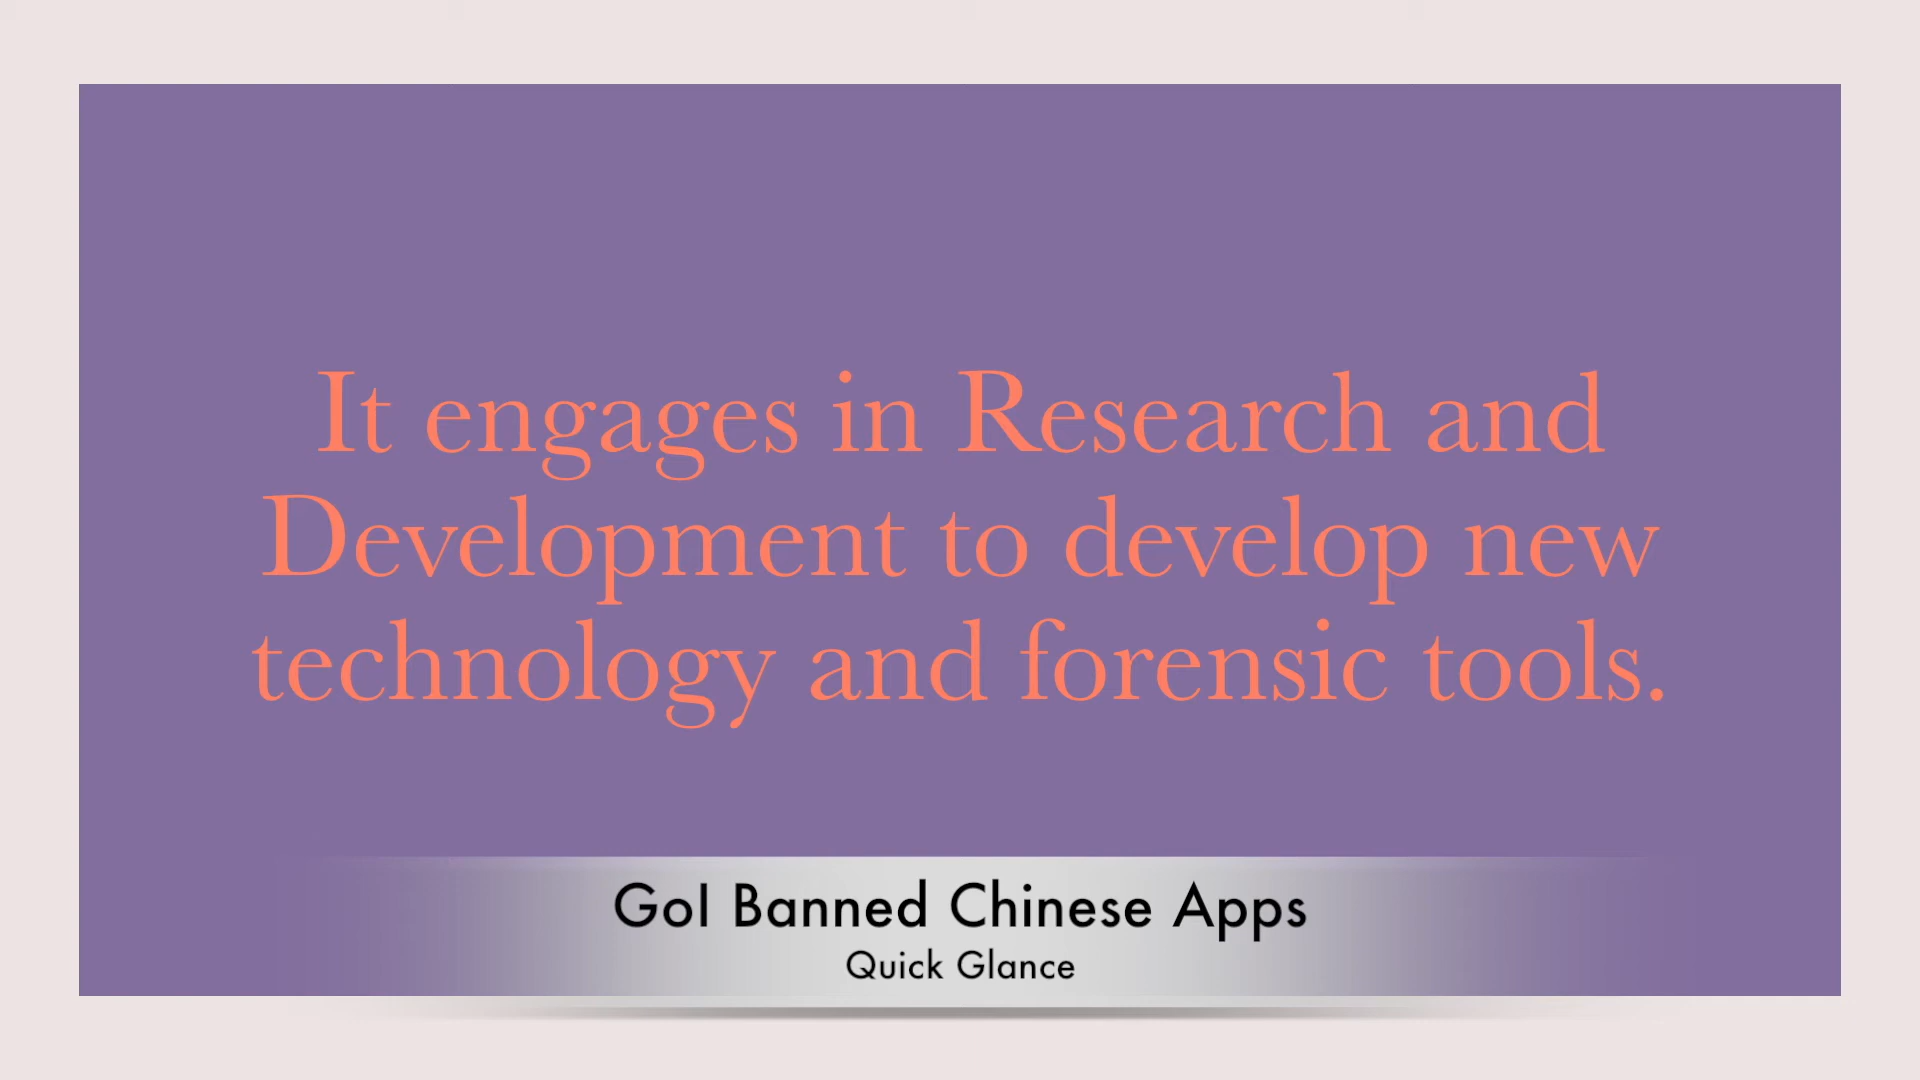 It engages in Research and
Development to develop new
technology and forensic tools.
GoI Banned Chinese Apps
Quick Glance